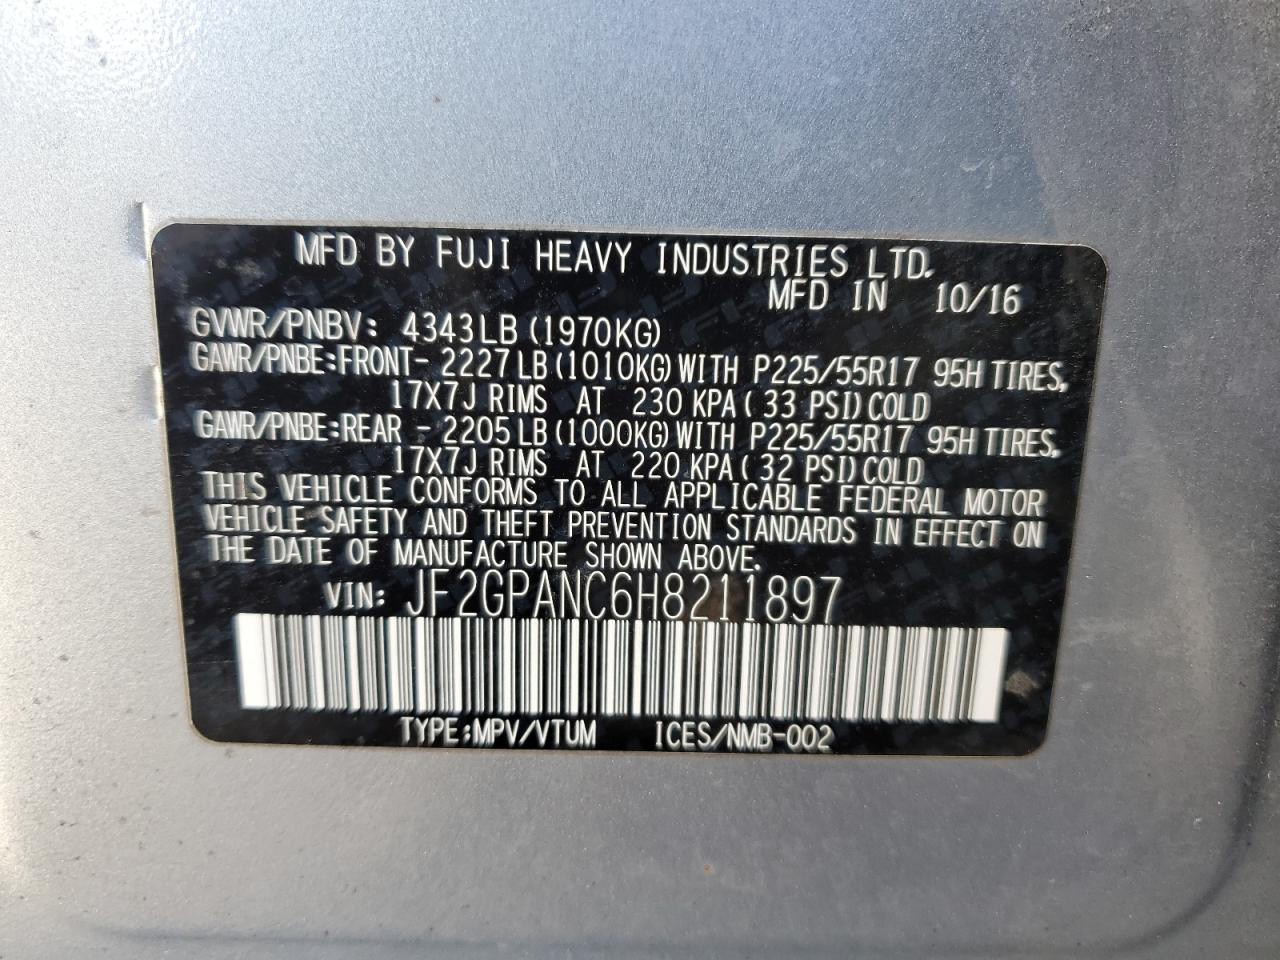 MFD BY FUJI HEAVY INDUSTRIES LTD.
MFD IN 10/16
GVWR/PNBV: 4343LB (1970KG)
GAWR/PNBE:FRONT- 2227LB (1010KG) WITH P225/55R17 95H TIRES,
17X7J RIMS AT 230 KPA ( 33 PSI) COLD
GAWR/PNBE:REAR - 2205LB (1000KG) WITH P225/55R17 95H TIRES,
17X7J RIMS AT 220 KPA ( 32 PSI) COLD
THIS VEHICLE CONFORMS TO ALL APPLICABLE FEDERAL MOTOR
VEHICLE SAFETY AND THEFT PREVENTION STANDARDS IN EFFECT ON
THE DATE OF MANUFACTURE SHOWN ABOVE.
VIN: JF2GPANC6H8211897
TYPE:MPV/VTUM ICES/NMB-002